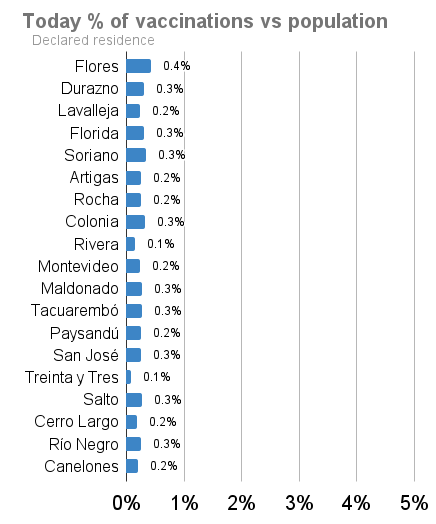 Today % of vaccinations vs population
Declared residence
Flores 0.4%
Durazno 0.3%
Lavalleja 0.2%
Florida 0.3%
Soriano 0.3%
Artigas 0.2%
Rocha 0.2%
Colonia 0.3%
Rivera 0.1%
Montevideo 0.2%
Maldonado 0.3%
Tacuarembó 0.3%
Paysandú 0.2%
San José 0.3%
Treinta y Tres 0.1%
Salto 0.3%
Cerro Largo 0.2%
Río Negro 0.3%
Canelones 0.2%
0% 1% 2% 3% 4% 5%